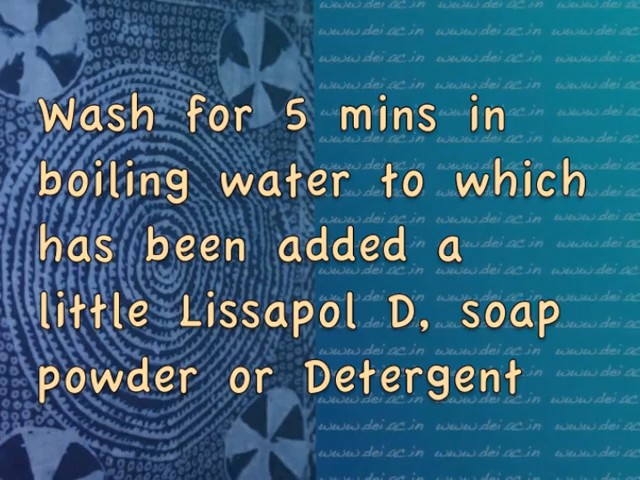 Wash for 5 mins in
boiling water to which
has been added a
little Lissapol D, soap
powder or Detergent
www.dei.ac.in